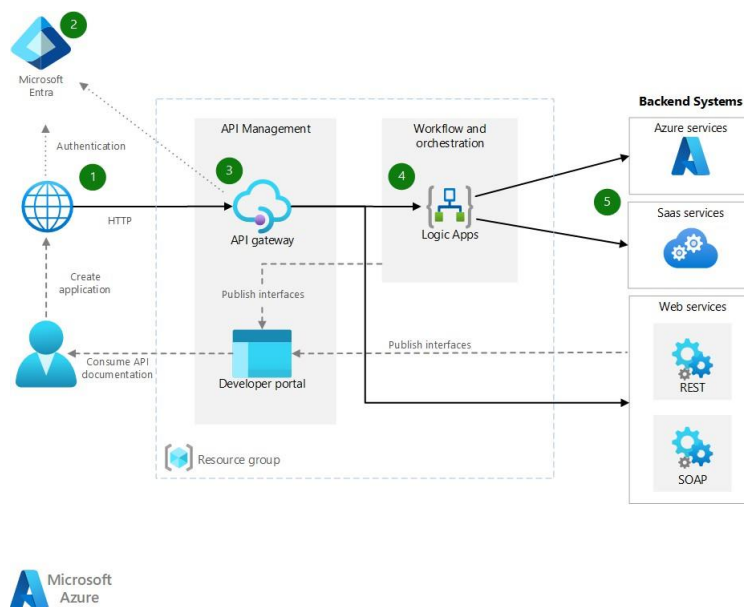 2
Microsoft
Entra
Authentication
1
HTTP
Create
application
Consume API
documentation
API Management
3
API gateway
Publish interfaces
Developer portal
Resource group
Workflow and
orchestration
4
Logic Apps
Publish interfaces
Backend Systems
Azure services
5
Saas services
Web services
REST
SOAP
Microsoft
Azure